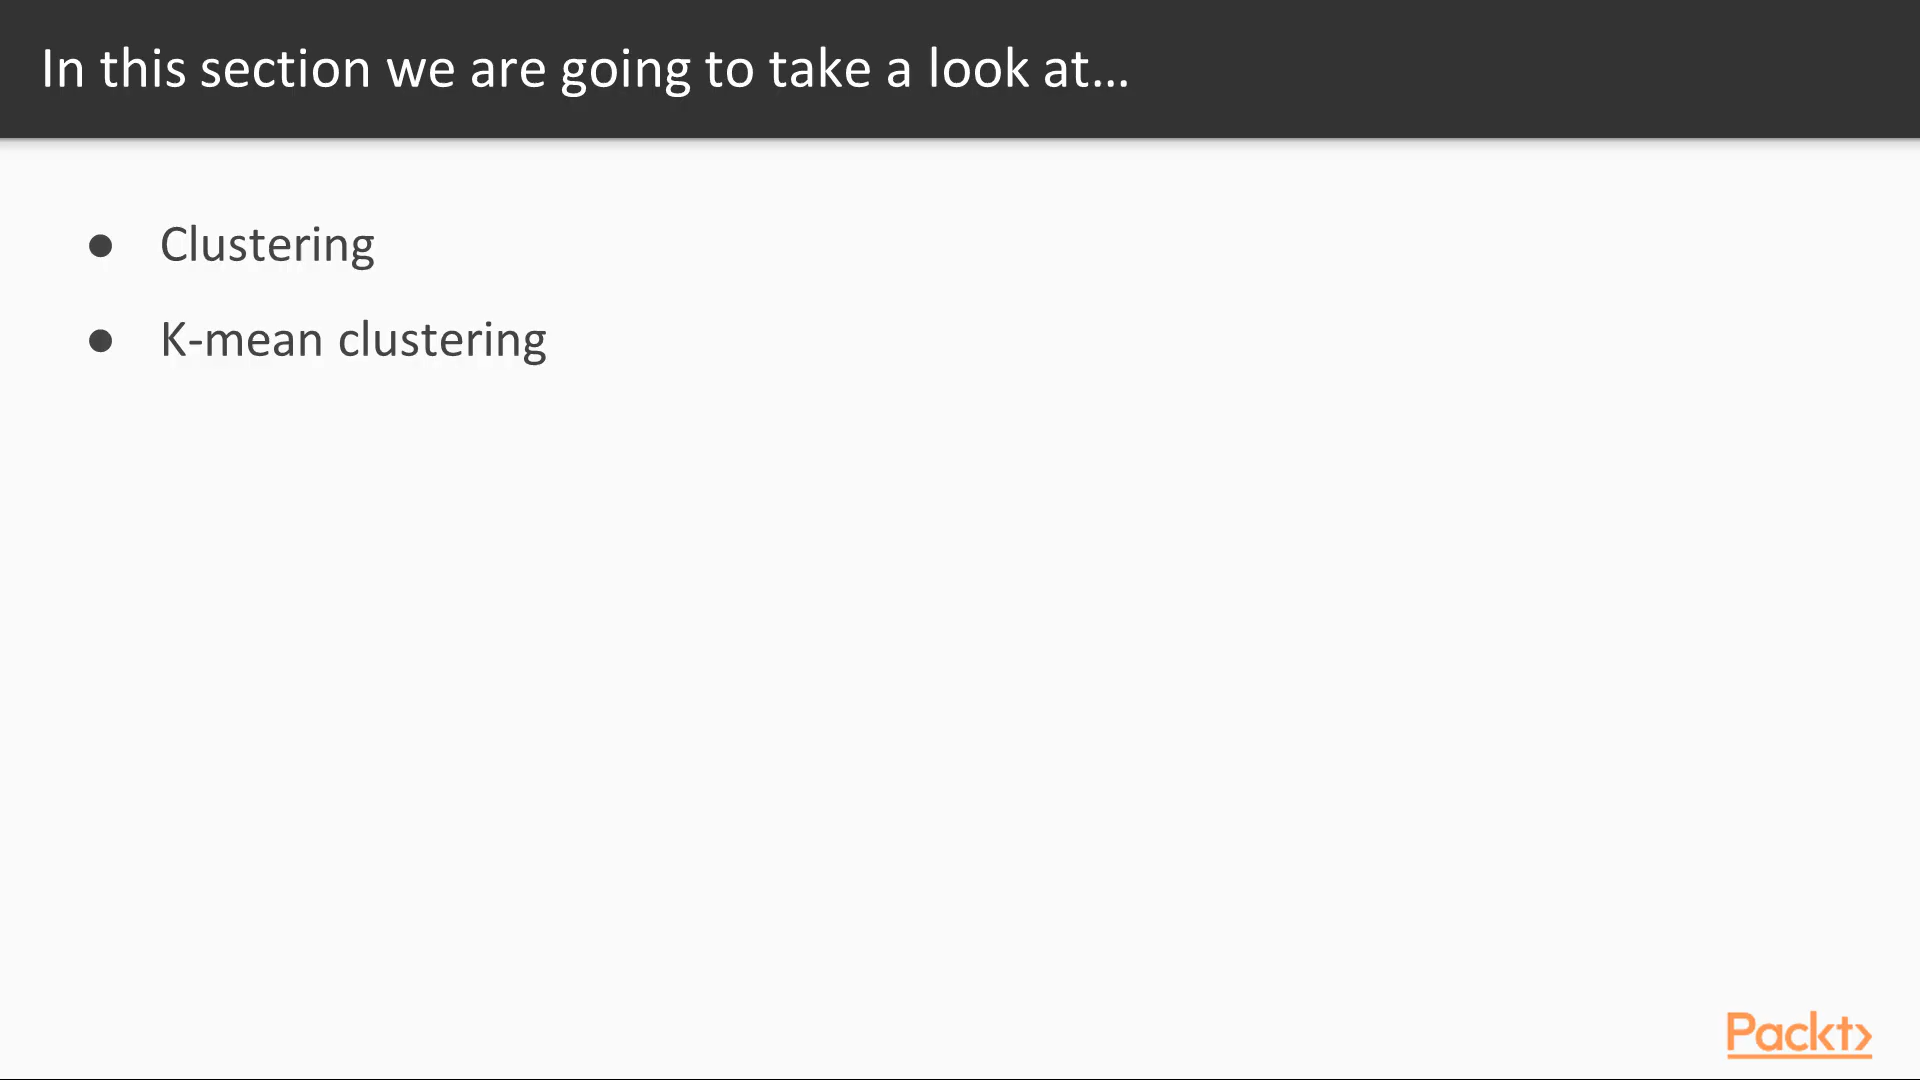 In this section we are going to take a look at...
● Clustering
● K-mean clustering
Packt>